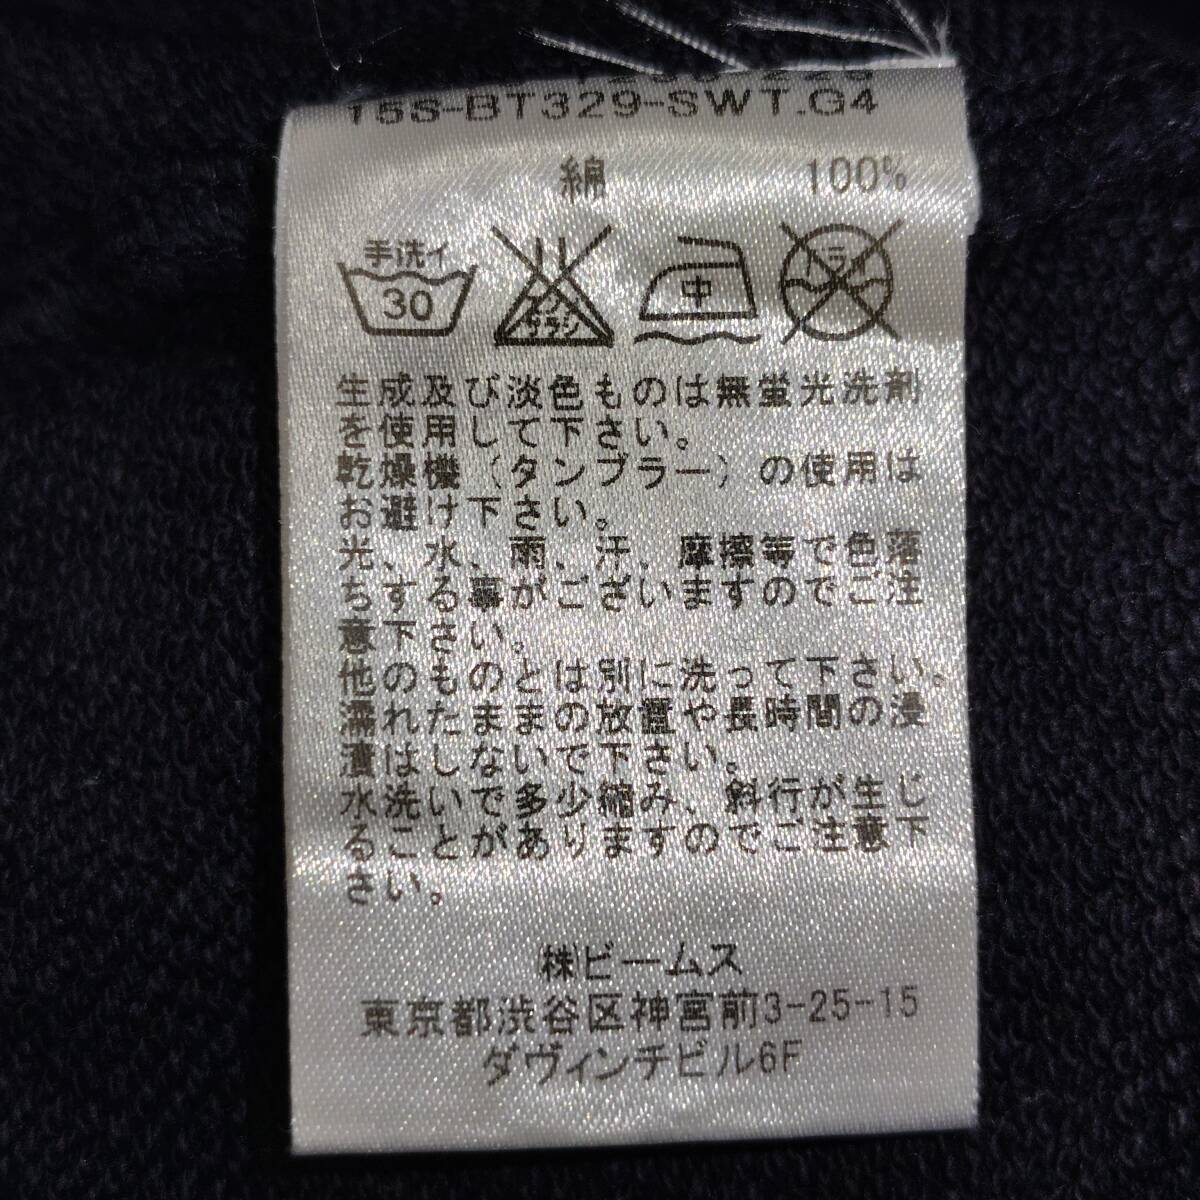 15S-BT329-SWT.G4
綿 100%
手洗イ
30
エンソ
サラシ
中
ドライ
生成及び淡色ものは無蛍光洗剤
を使用して下さい。
乾燥機（タンブラー）の使用は
お避け下さい。
光、水、雨、汗、摩擦等で色落
ちする事がございますのでご注
意下さい。
他のものとは別に洗って下さい。
濡れたままの放置や長時間の浸
漬はしないで下さい。
水洗いで多少縮み、斜行が生じ
ることがありますのでご注意下
さい。
㈱ビームス
東京都渋谷区神宮前3-25-15
ダヴィンチビル6F